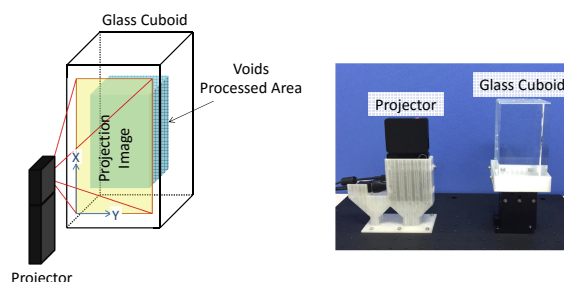 Glass Cuboid
Voids
Processed Area
Projection
Image
X
Y
Projector
Projector
Glass Cuboid